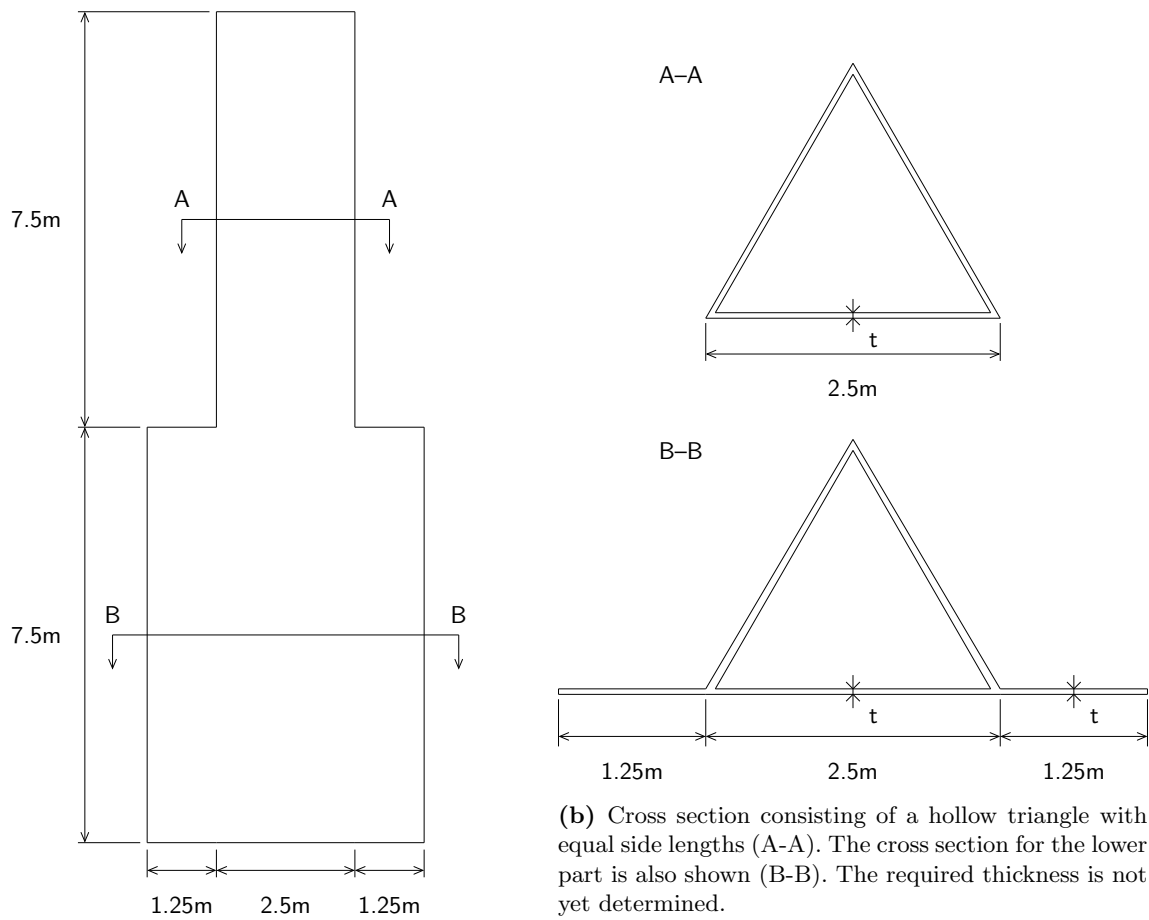 A
A
7.5m
B
B
7.5m
1.25m 2.5m 1.25m
A–A
t
2.5m
B–B
t
t
1.25m 2.5m 1.25m
(b) Cross section consisting of a hollow triangle with
equal side lengths (A-A). The cross section for the lower
part is also shown (B-B). The required thickness is not
yet determined.